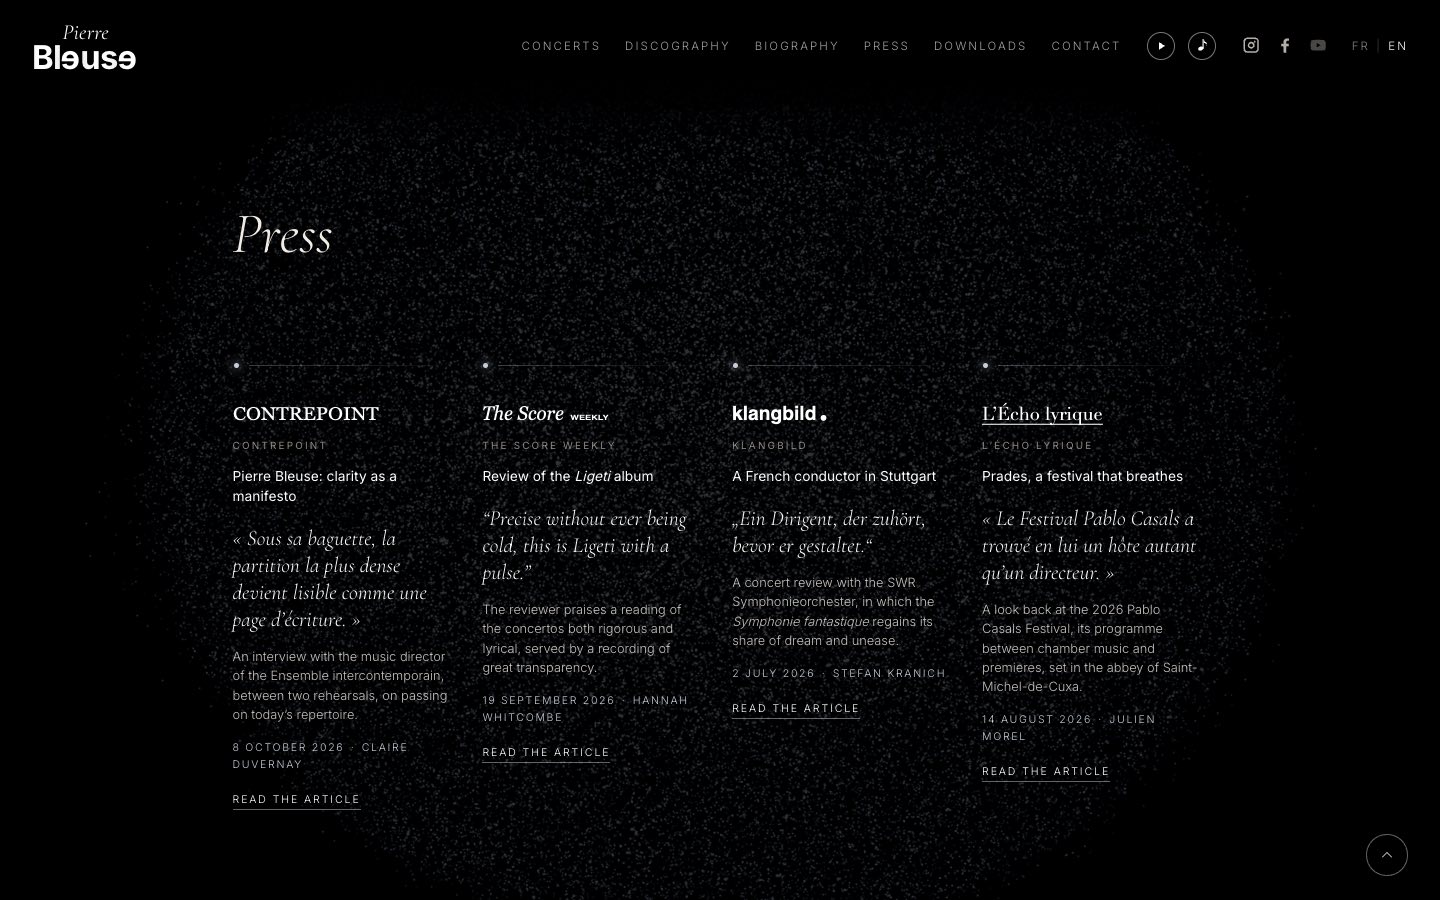 Pierre
Bleuse
CONCERTS DISCOGRAPHY BIOGRAPHY PRESS DOWNLOADS CONTACT FR EN
Press
CONTREPOINT
CONTREPOINT
Pierre Bleuse: clarity as a
manifesto
« Sous sa baguette, la
partition la plus dense
devient lisible comme une
page d’écriture. »
An interview with the music director
of the Ensemble intercontemporain,
between two rehearsals, on passing
on today’s repertoire.
8 OCTOBER 2026 · CLAIRE
DUVERNAY
READ THE ARTICLE
The Score WEEKLY
THE SCORE WEEKLY
Review of the Ligeti album
“Precise without ever being
cold, this is Ligeti with a
pulse.”
The reviewer praises a reading of
the concertos both rigorous and
lyrical, served by a recording of
great transparency.
19 SEPTEMBER 2026 · HANNAH
WHITCOMBE
READ THE ARTICLE
klangbild.
KLANGBILD
A French conductor in Stuttgart
„Ein Dirigent, der zuhört,
bevor er gestaltet.“
A concert review with the SWR
Symphonieorchester, in which the
Symphonie fantastique regains its
share of dream and unease.
2 JULY 2026 · STEFAN KRANICH
READ THE ARTICLE
L’Écho lyrique
L’ÉCHO LYRIQUE
Prades, a festival that breathes
« Le Festival Pablo Casals a
trouvé en lui un hôte autant
qu’un directeur. »
A look back at the 2026 Pablo
Casals Festival, its programme
between chamber music and
premieres, set in the abbey of Saint-
Michel-de-Cuxa.
14 AUGUST 2026 · JULIEN
MOREL
READ THE ARTICLE